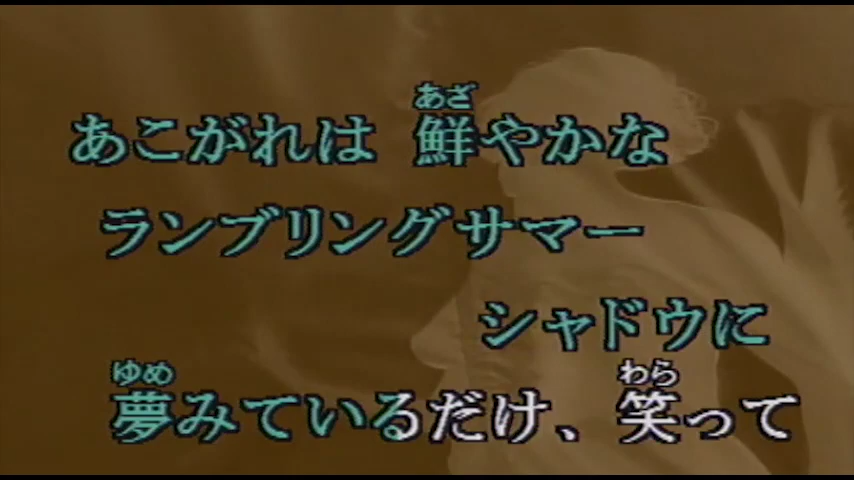 あざ
あこがれは 鮮やかな
ランブリングサマー
シャドウに
ゆめ わら
夢みているだけ、笑って